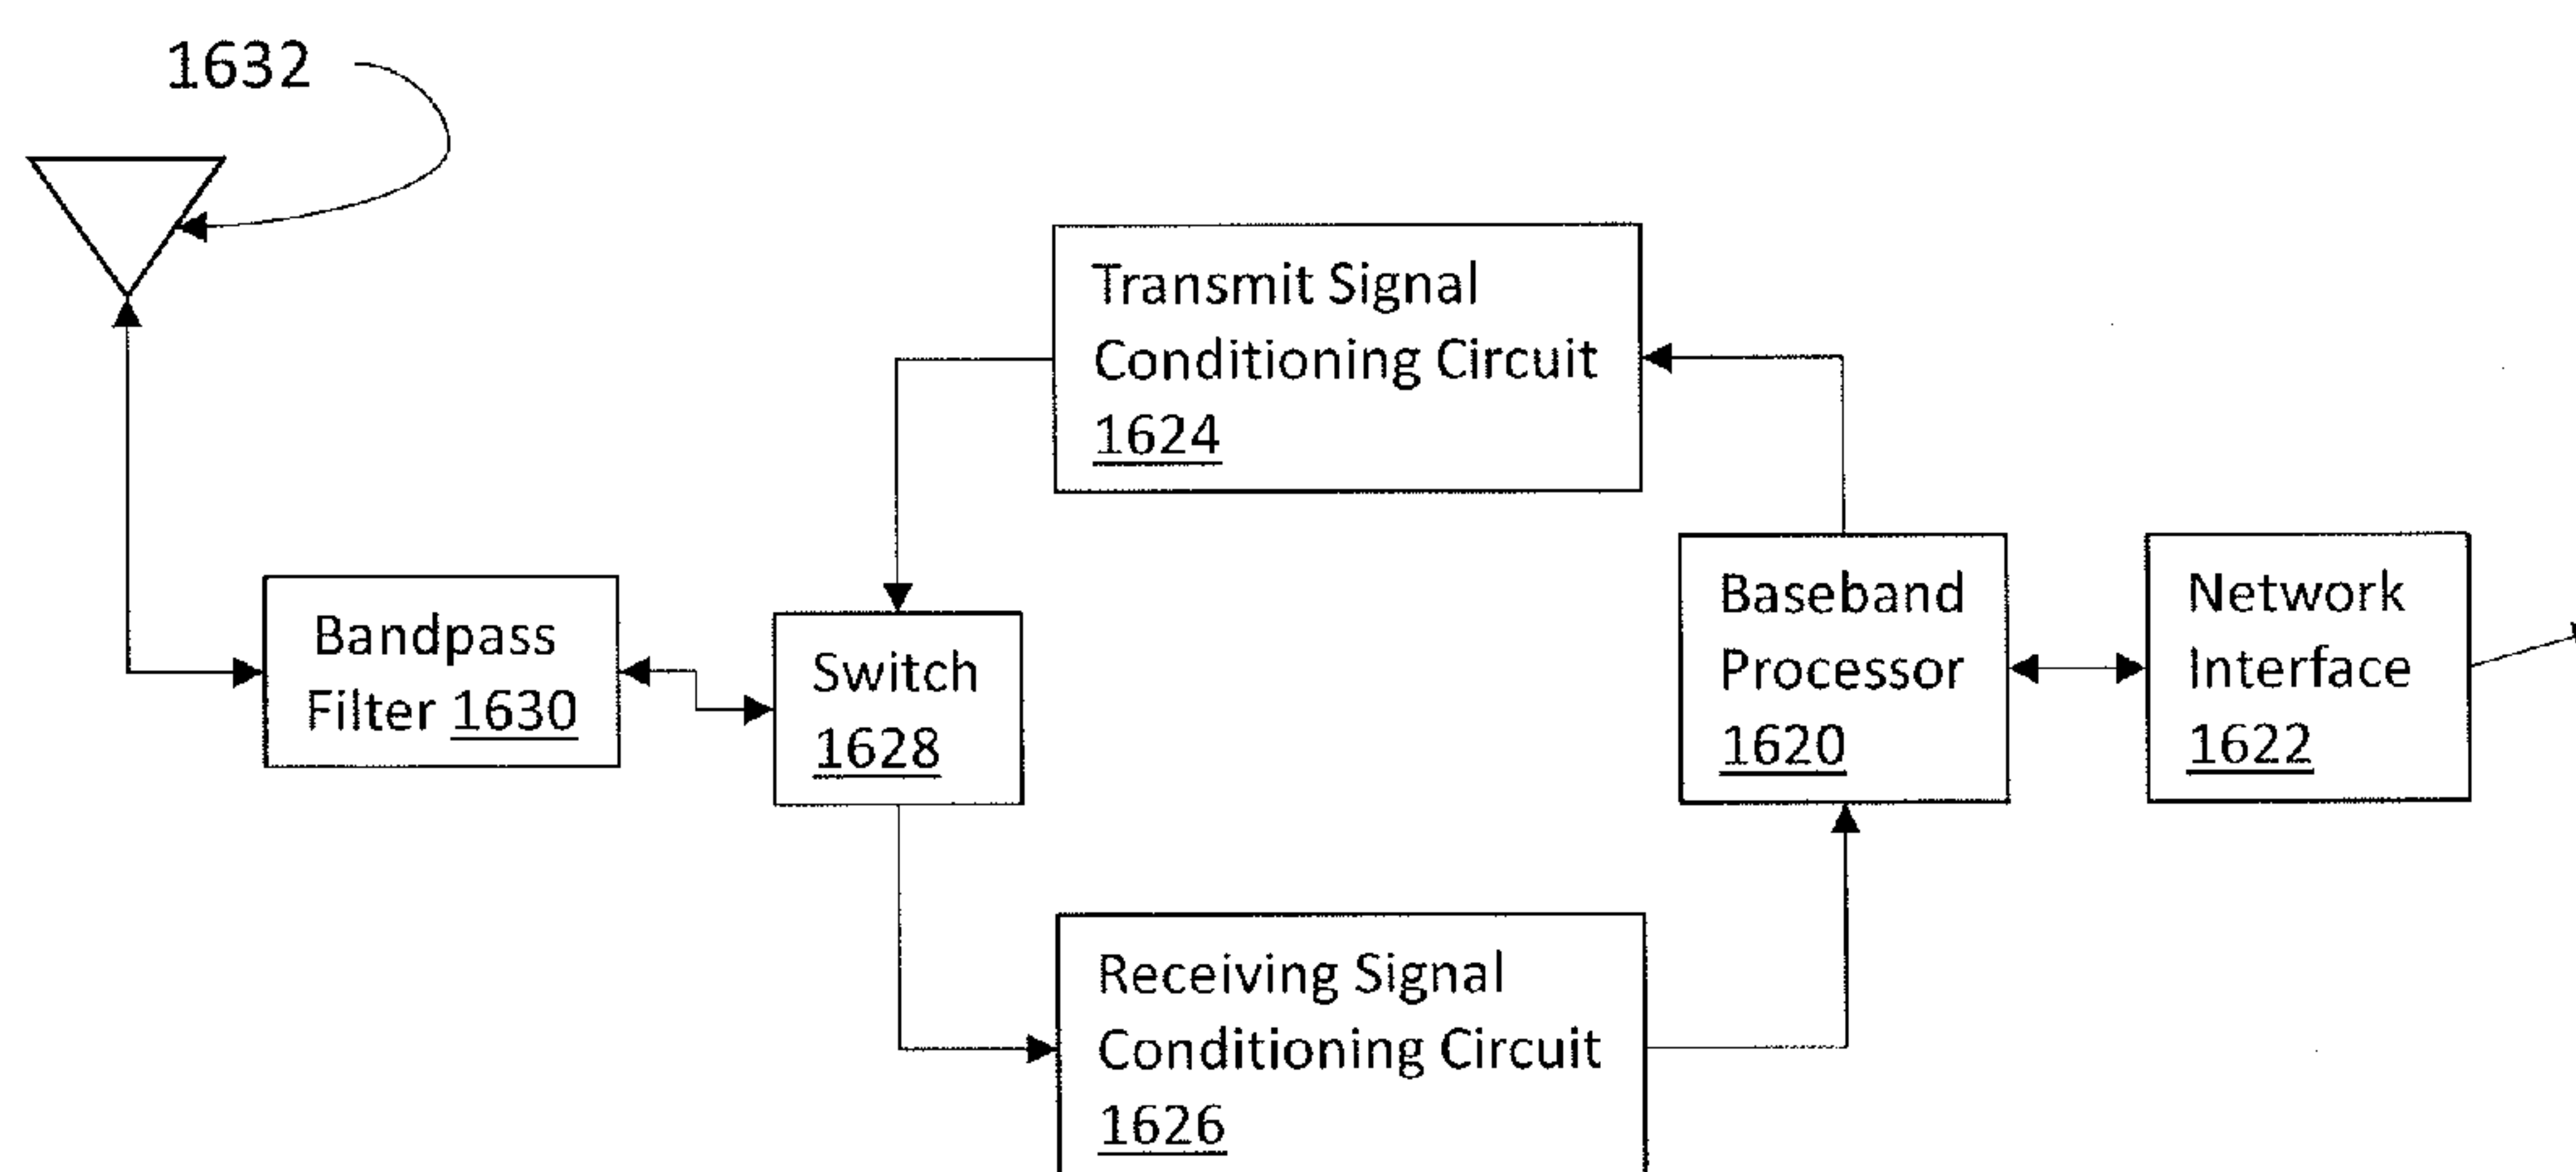 1632
Transmit Signal
Conditioning Circuit
1624
Bandpass
Filter 1630
Switch
1628
Baseband
Processor
1620
Network
Interface
1622
Receiving Signal
Conditioning Circuit
1626